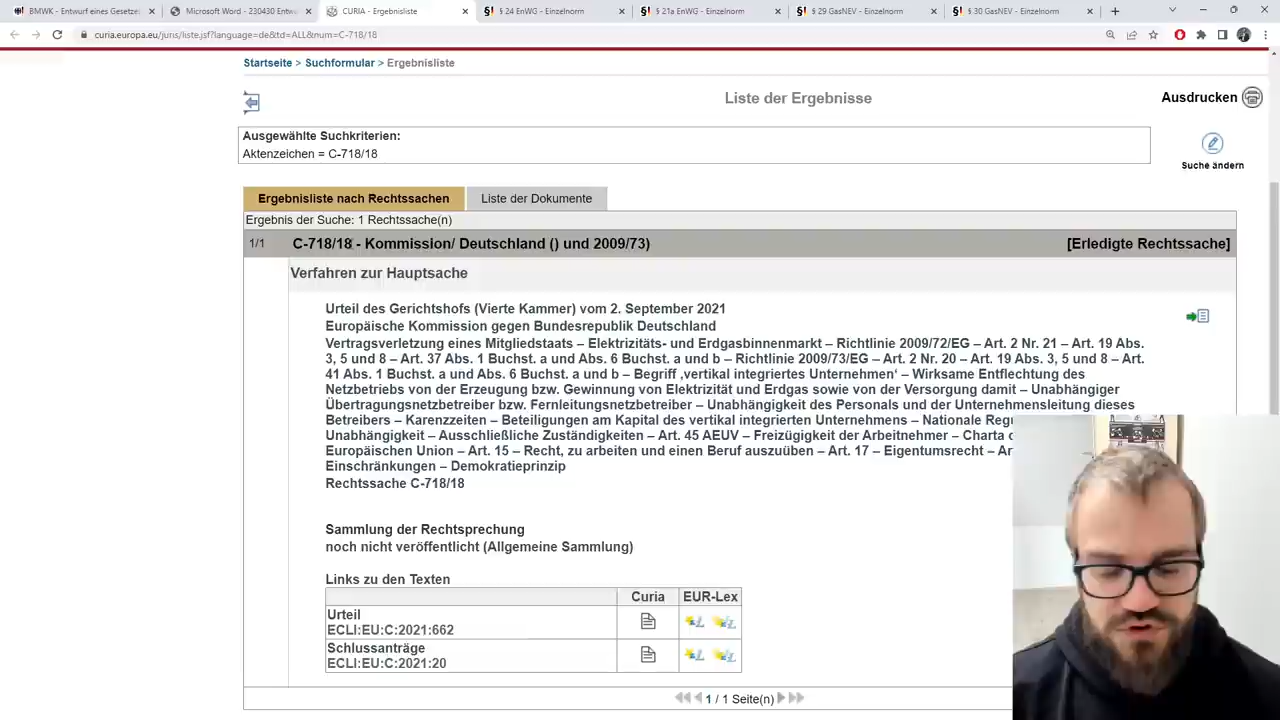 BMWK - Entwurf eines Gesetze:
Microsoft Word - 230430 Entw
CURIA - Ergebnisliste
§ 24 EnWG - Einzelnorm
§ 21a EnWG - Einzelnorm
§ 29 GasNEV - Einzelnorm
§ 30 GasNEV - Einzelnorm
curia.europa.eu/juris/liste.jsf?language=de&td=ALL&num=C-718/18
Startseite > Suchformular > Ergebnisliste
Liste der Ergebnisse
Ausdrucken
Ausgewählte Suchkriterien:
Aktenzeichen = C-718/18
Suche ändern
Ergebnisliste nach Rechtssachen
Liste der Dokumente
Ergebnis der Suche: 1 Rechtssache(n)
1/1 C-718/18 - Kommission/ Deutschland () und 2009/73) [Erledigte Rechtssache]
Verfahren zur Hauptsache
Urteil des Gerichtshofs (Vierte Kammer) vom 2. September 2021
Europäische Kommission gegen Bundesrepublik Deutschland
Vertragsverletzung eines Mitgliedstaats – Elektrizitäts- und Erdgasbinnenmarkt – Richtlinie 2009/72/EG – Art. 2 Nr. 21 – Art. 19 Abs.
3, 5 und 8 – Art. 37 Abs. 1 Buchst. a und Abs. 6 Buchst. a und b – Richtlinie 2009/73/EG – Art. 2 Nr. 20 – Art. 19 Abs. 3, 5 und 8 – Art.
41 Abs. 1 Buchst. a und Abs. 6 Buchst. a und b – Begriff ‚vertikal integriertes Unternehmen‘ – Wirksame Entflechtung des
Netzbetriebs von der Erzeugung bzw. Gewinnung von Elektrizität und Erdgas sowie von der Versorgung damit – Unabhängiger
Übertragungsnetzbetreiber bzw. Fernleitungsnetzbetreiber – Unabhängigkeit des Personals und der Unternehmensleitung dieses
Betreibers – Karenzzeiten – Beteiligungen am Kapital des vertikal integrierten Unternehmens – Nationale Reg
Unabhängigkeit – Ausschließliche Zuständigkeiten – Art. 45 AEUV – Freizügigkeit der Arbeitnehmer – Charta
Europäischen Union – Art. 15 – Recht, zu arbeiten und einen Beruf auszuüben – Art. 17 – Eigentumsrecht –
Einschränkungen – Demokratieprinzip
Rechtssache C-718/18
Sammlung der Rechtsprechung
noch nicht veröffentlicht (Allgemeine Sammlung)
Links zu den Texten
Curia EUR-Lex
Urteil
ECLI:EU:C:2021:662
Schlussanträge
ECLI:EU:C:2021:20
1 / 1 Seite(n)